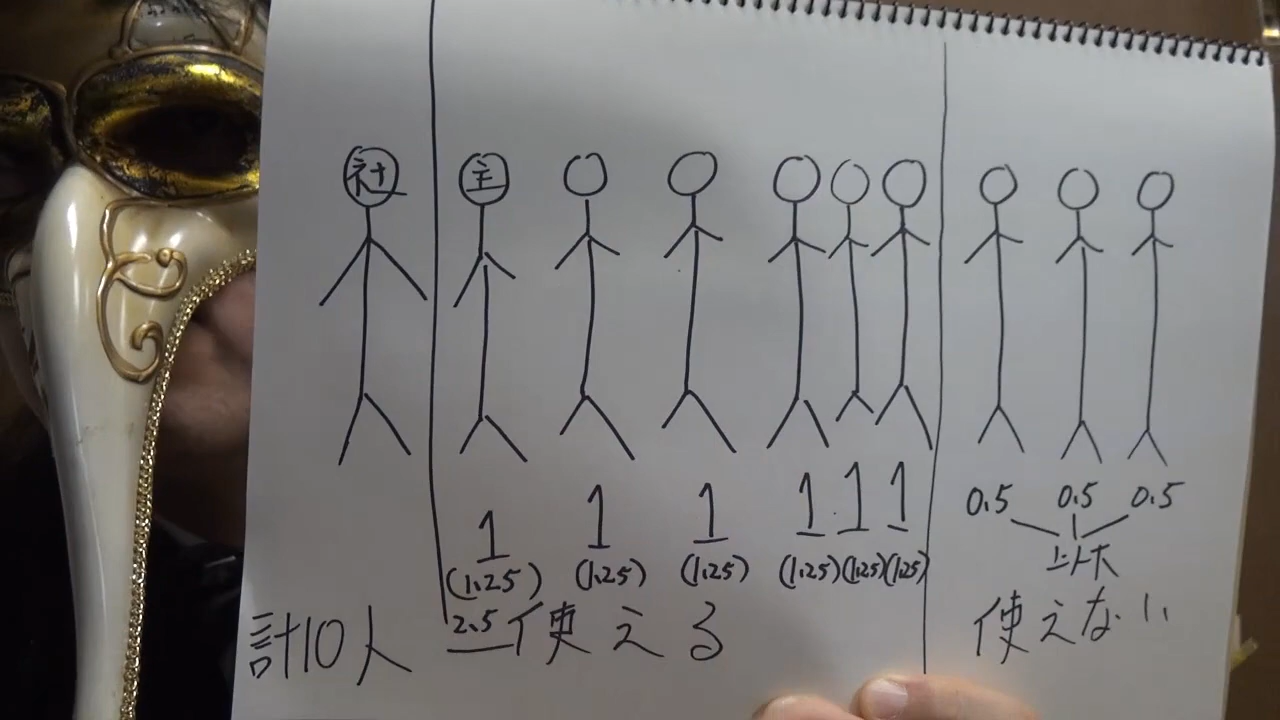 社 主
1 1 1 1 1 1
(1.25) (1.25) (1.25) (1.25) (1.25) (1.25)
2.5
0.5 0.5 0.5
計10人 使える 使えない